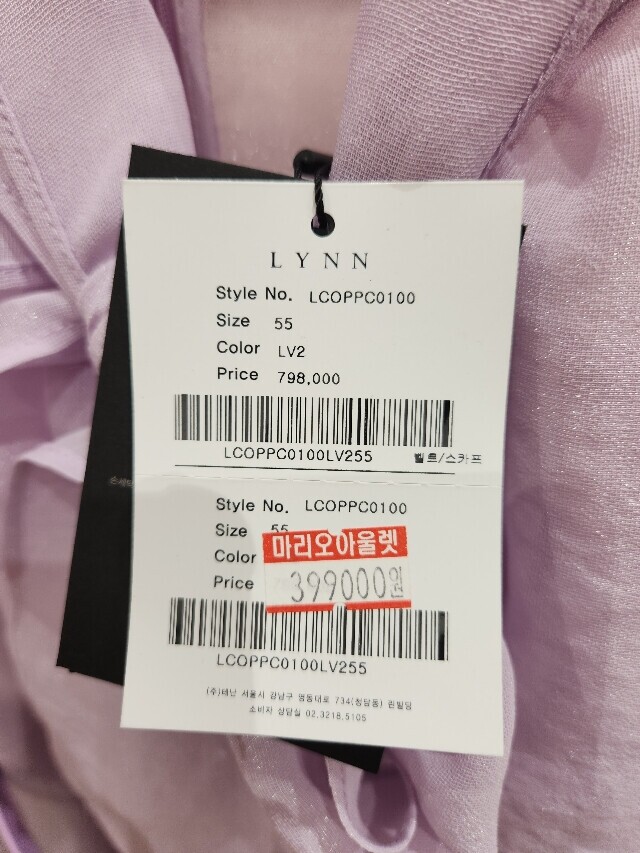 LYNN
Style No. LCOPPC0100
Size 55
Color LV2
Price 798,000
LCOPPC0100LV255 벨트/스카프
Style No. LCOPPC0100
Size 55
Color
마리오아울렛
Price 399000원
LCOPPC0100LV255
(주)테난 서울시 강남구 영동대로 734(청담동) 린빌딩
소비자 상담실 02.3218.5105